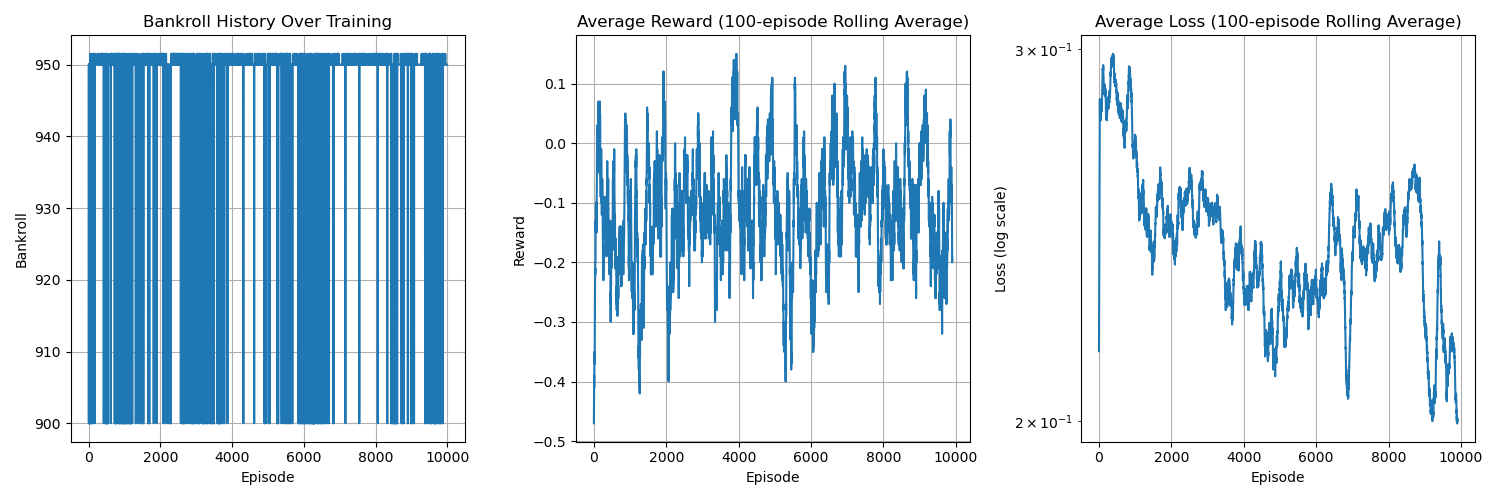 Bankroll History Over Training
Bankroll
950
940
930
920
910
900
0 2000 4000 6000 8000 10000
Episode
Average Reward (100-episode Rolling Average)
Reward
0.1
0.0
−0.1
−0.2
−0.3
−0.4
−0.5
0 2000 4000 6000 8000 10000
Episode
Average Loss (100-episode Rolling Average)
Loss (log scale)
3 × 10⁻¹
2 × 10⁻¹
0 2000 4000 6000 8000 10000
Episode